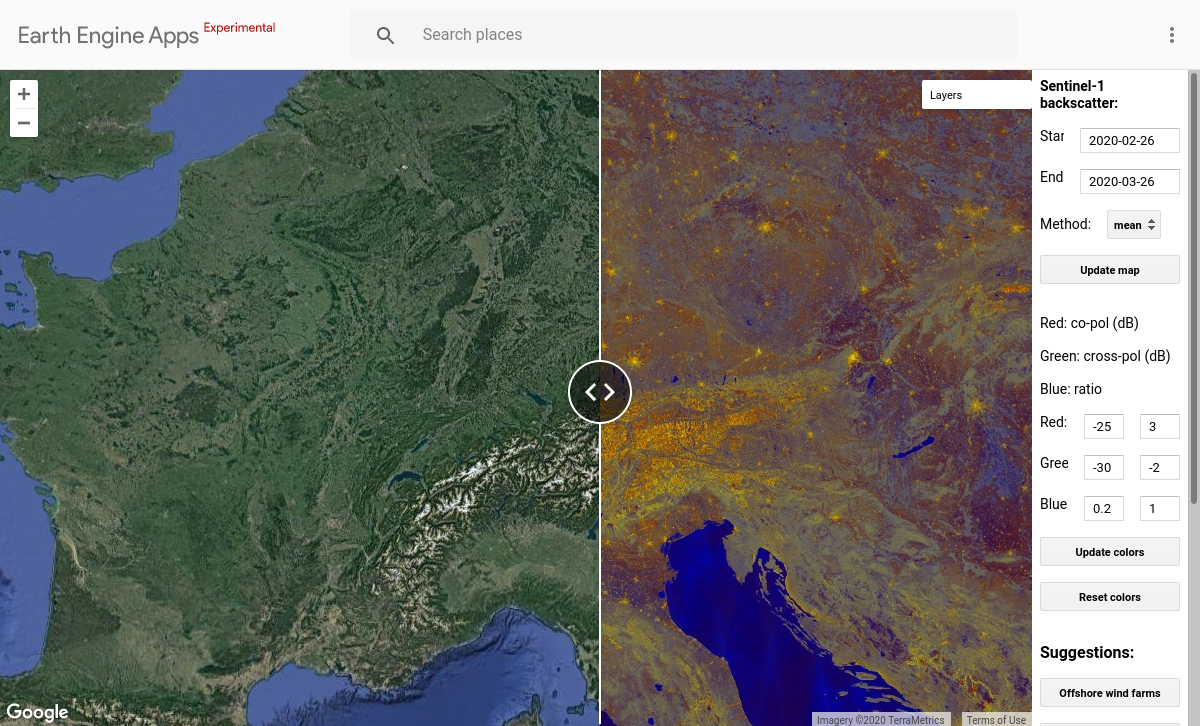 Earth Engine Apps Experimental
Search places
Layers
Sentinel-1
backscatter:
Star
2020-02-26
End
2020-03-26
Method:
mean
Update map
Red: co-pol (dB)
Green: cross-pol (dB)
Blue: ratio
Red:
-25
3
Gree
-30
-2
Blue
0.2
1
Update colors
Reset colors
Suggestions:
Offshore wind farms
Google
Imagery ©2020 TerraMetrics
Terms of Use